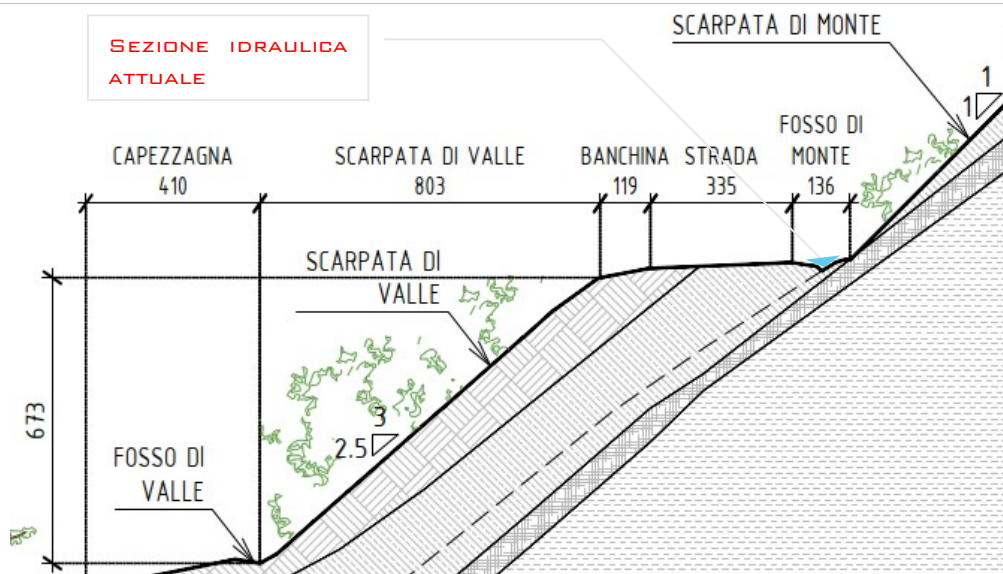 SEZIONE IDRAULICA
ATTUALE
SCARPATA DI MONTE
1
1
FOSSO DI
MONTE
CAPEZZAGNA
SCARPATA DI VALLE
BANCHINA
STRADA
410
803
119
335
136
SCARPATA DI
VALLE
673
3
2.5
FOSSO DI
VALLE